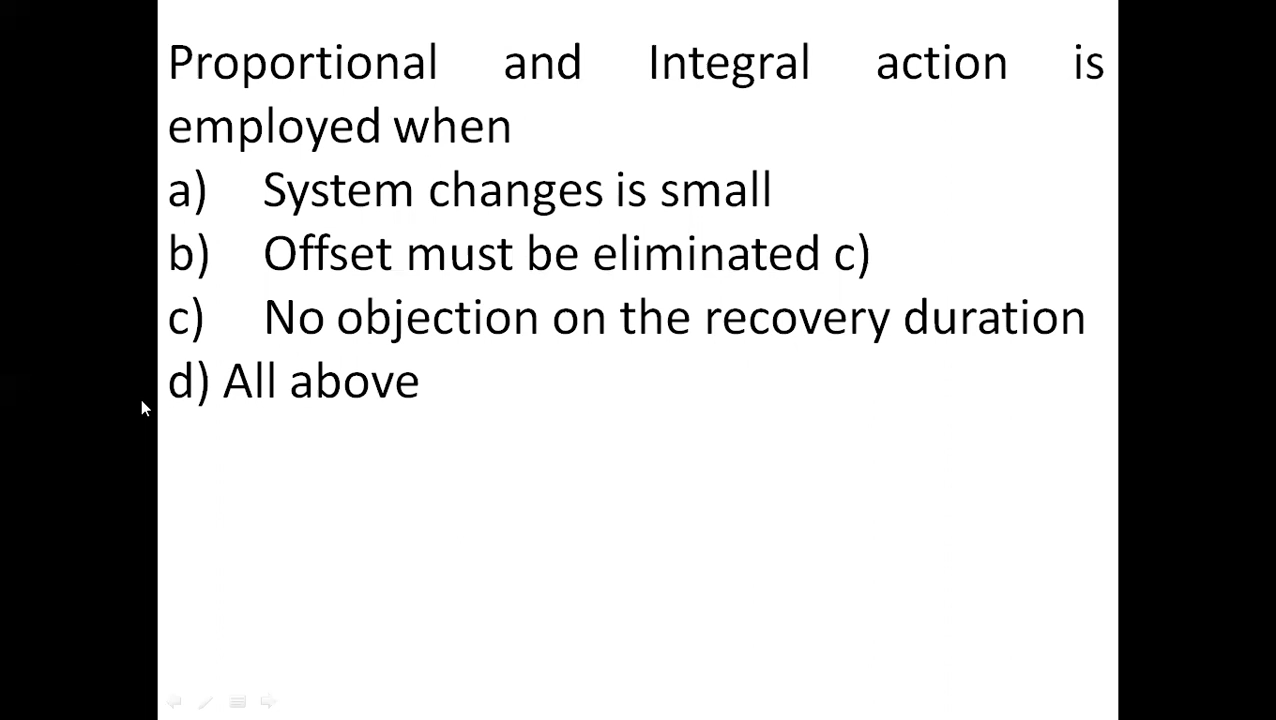 Proportional and Integral action is
employed when
a) System changes is small
b) Offset must be eliminated c)
c) No objection on the recovery duration
d) All above